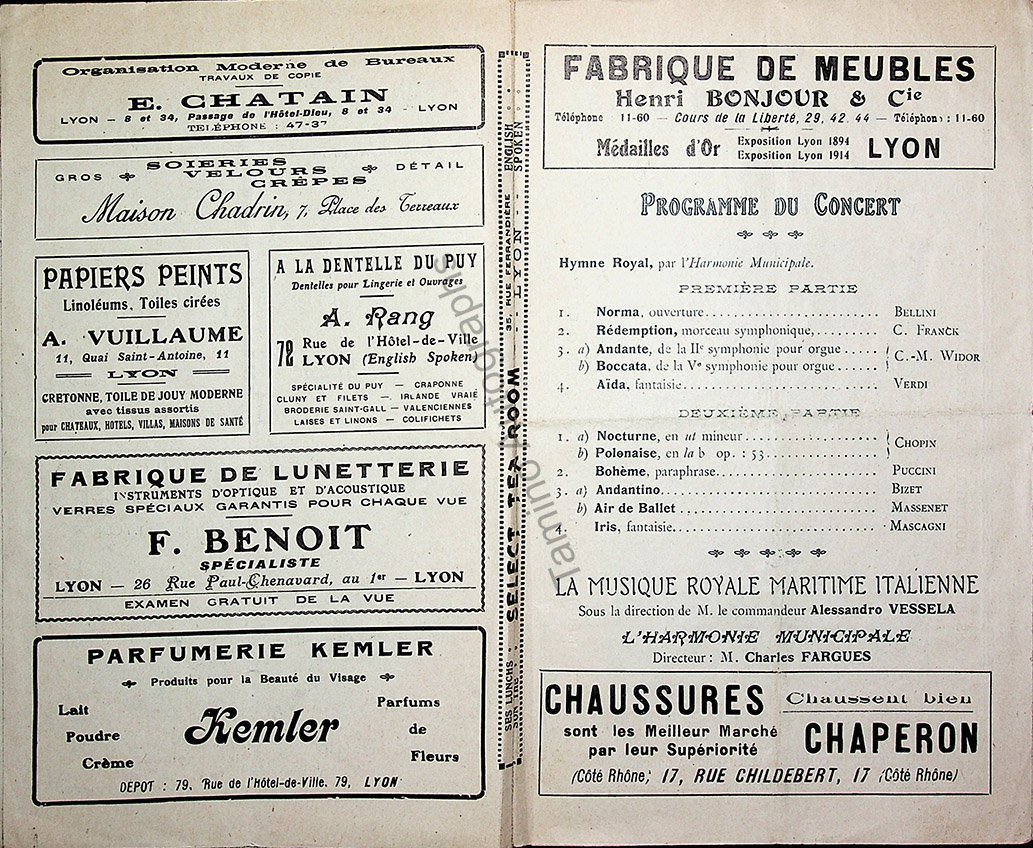 Organisation Moderne de Bureaux
TRAVAUX DE COPIE
E. CHATAIN
LYON — 8 et 34, Passage de l'Hôtel-Dieu, 8 et 34 - LYON
TÉLÉPHONE : 47-37
SOIERIES
GROS VELOURS DÉTAIL
CRÊPES
Maison Chadrin, 7, Place des Terreaux
PAPIERS PEINTS
Linoléums, Toiles cirées
A. VUILLAUME
11, Quai Saint-Antoine, 11
LYON
CRETONNE, TOILE DE JOUY MODERNE
avec tissus assortis
pour CHATEAUX, HOTELS, VILLAS, MAISONS DE SANTÉ
A LA DENTELLE DU PUY
Dentelles pour Lingerie et Ouvrages
A. Rang
72 Rue de l'Hôtel-de-Ville
LYON (English Spoken)
SPÉCIALITÉ DU PUY — CRAPONNE
CLUNY ET FILETS — IRLANDE VRAIE
BRODERIE SAINT-GALL — VALENCIENNES
LAISES ET LINONS — COLIFICHETS
FABRIQUE DE LUNETTERIE
INSTRUMENTS D'OPTIQUE ET D'ACOUSTIQUE
VERRES SPÉCIAUX GARANTIS POUR CHAQUE VUE
F. BENOIT
SPÉCIALISTE
LYON — 26 Rue Paul-Chenavard, au 1er — LYON
EXAMEN GRATUIT DE LA VUE
PARFUMERIE KEMLER
Produits pour la Beauté du Visage
Lait
Poudre
Crème
Kemler
Parfums
de
Fleurs
DÉPOT : 79, Rue de l'Hôtel-de-Ville, 79, LYON
SES LUNCHS
SELECT TEA ROOM
35, RUE FERRANDIÈRE
LYON
ENGLISH
SPOKEN
Tamino Autographs
FABRIQUE DE MEUBLES
Henri BONJOUR & Cie
Téléphone 11-60 — Cours de la Liberté, 29, 42, 44 — Téléphone : 11-60
Médailles d'Or Exposition Lyon 1894
Exposition Lyon 1914 LYON
PROGRAMME DU CONCERT
Hymne Royal, par l'Harmonie Municipale.
PREMIÈRE PARTIE
1. Norma, ouverture........ BELLINI
2. Rédemption, morceau symphonique,........ C. FRANCK
3. a) Andante, de la IIe symphonie pour orgue.....
b) Boccata, de la Ve symphonie pour orgue...... C.-M. WIDOR
4. Aïda, fantaisie........ VERDI
DEUXIÈME PARTIE
1. a) Nocturne, en ut mineur........
b) Polonaise, en la b op. : 53........ CHOPIN
2. Bohème, paraphrase........ PUCCINI
3. a) Andantino........ BIZET
b) Air de Ballet........ MASSENET
4. Iris, fantaisie........ MASCAGNI
LA MUSIQUE ROYALE MARITIME ITALIENNE
Sous la direction de M. le commandeur Alessandro VESSELA
L'HARMONIE MUNICIPALE
Directeur : M. Charles FARGUES
CHAUSSURES Chaussent bien
sont les Meilleur Marché
par leur Supériorité
CHAPERON
(Côté Rhône) 17, RUE CHILDEBERT, 17 (Côté Rhône)